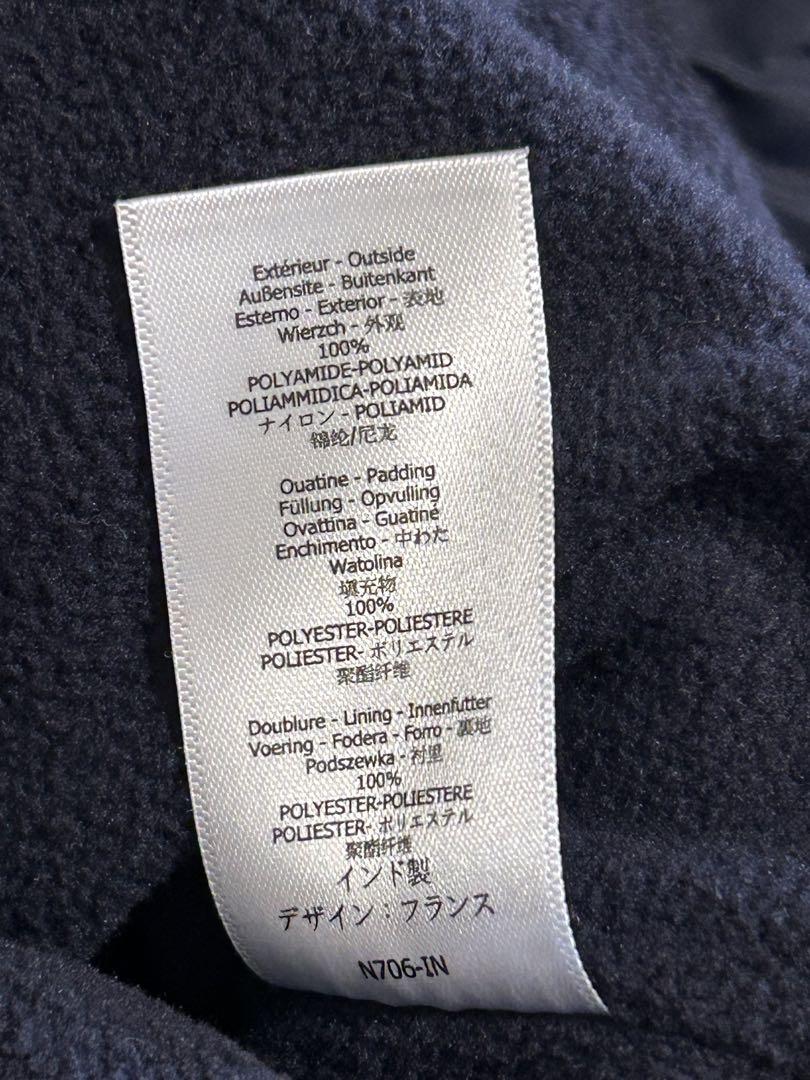 Extérieur - Outside
Außensite - Buitenkant
Esterno - Exterior - 表地
Wierzch - 外观
100%
POLYAMIDE-POLYAMID
POLIAMMIDICA-POLIAMIDA
ナイロン - POLIAMID
锦纶/尼龙
Ouatine - Padding
Füllung - Opvulling
Ovattina - Guatiné
Enchimento - 中わた
Watolina
填充物
100%
POLYESTER-POLIESTERE
POLIESTER- ポリエステル
聚酯纤维
Doublure - Lining - Innenfutter
Voering - Fodera - Forro - 裏地
Podszewka - 衬里
100%
POLYESTER-POLIESTERE
POLIESTER- ポリエステル
聚酯纤维
インド製
デザイン：フランス
N706-IN